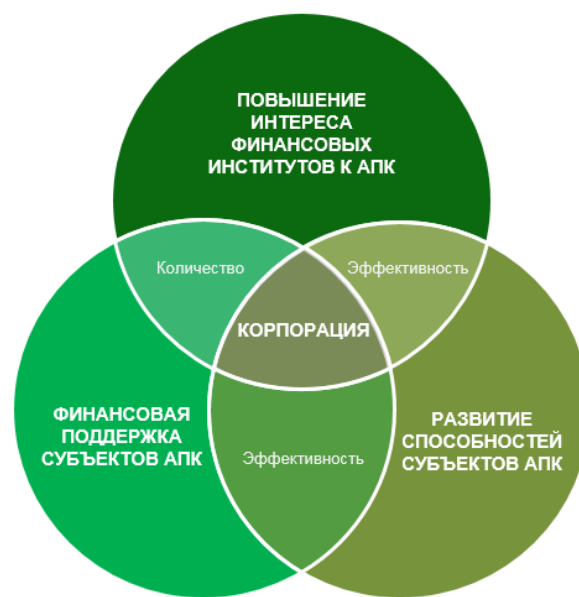 ПОВЫШЕНИЕ
ИНТЕРЕСА
ФИНАНСОВЫХ
ИНСТИТУТОВ К АПК
Количество
Эффективность
КОРПОРАЦИЯ
ФИНАНСОВАЯ
ПОДДЕРЖКА
СУБЪЕКТОВ АПК
Эффективность
РАЗВИТИЕ
СПОСОБНОСТЕЙ
СУБЪЕКТОВ АПК